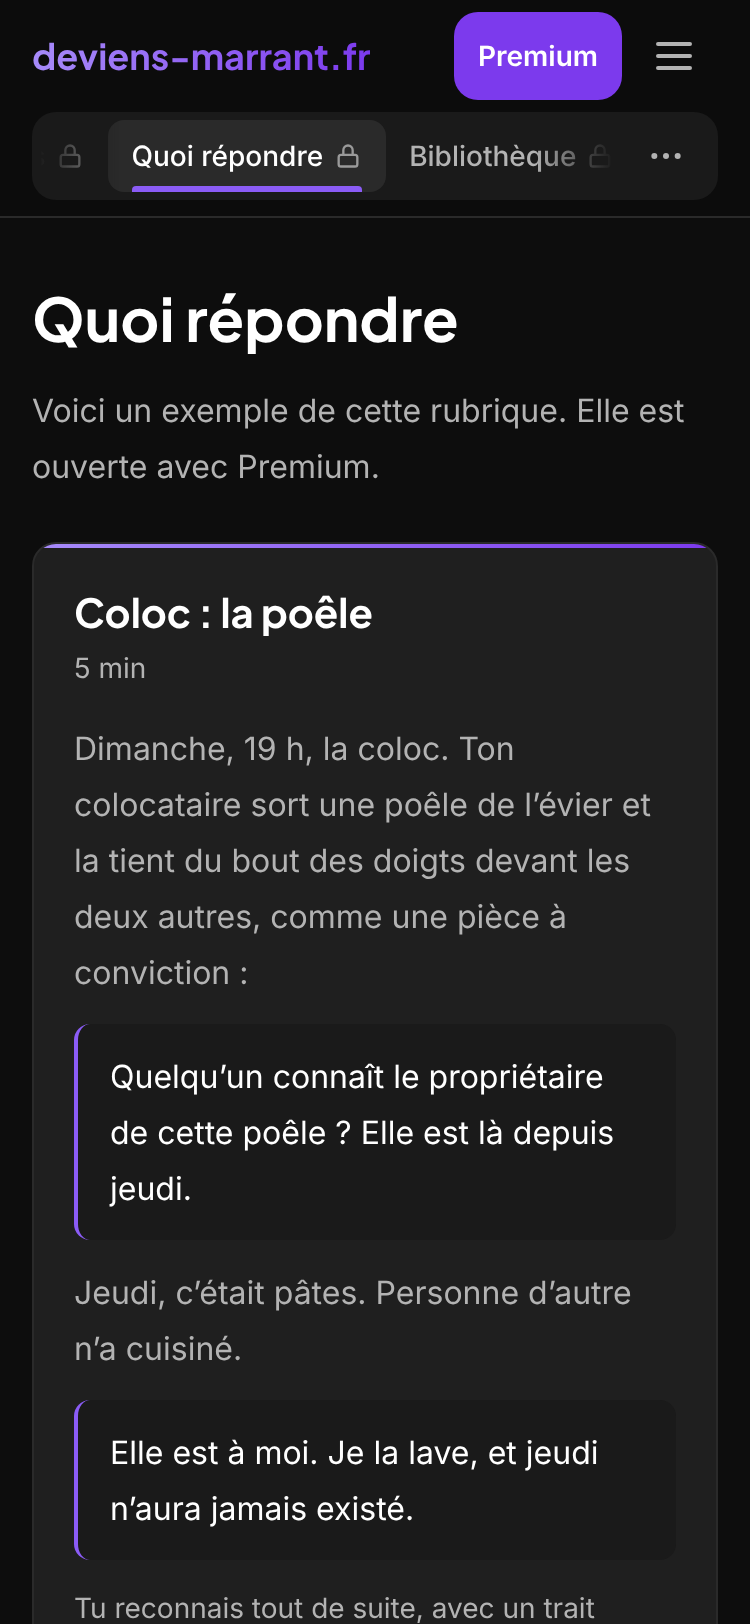 deviens-marrant.fr
Premium
Quoi répondre
Bibliothèque
Quoi répondre
Voici un exemple de cette rubrique. Elle est
ouverte avec Premium.
Coloc : la poêle
5 min
Dimanche, 19 h, la coloc. Ton
colocataire sort une poêle de l’évier et
la tient du bout des doigts devant les
deux autres, comme une pièce à
conviction :
Quelqu’un connaît le propriétaire
de cette poêle ? Elle est là depuis
jeudi.
Jeudi, c’était pâtes. Personne d’autre
n’a cuisiné.
Elle est à moi. Je la lave, et jeudi
n’aura jamais existé.
Tu reconnais tout de suite, avec un trait